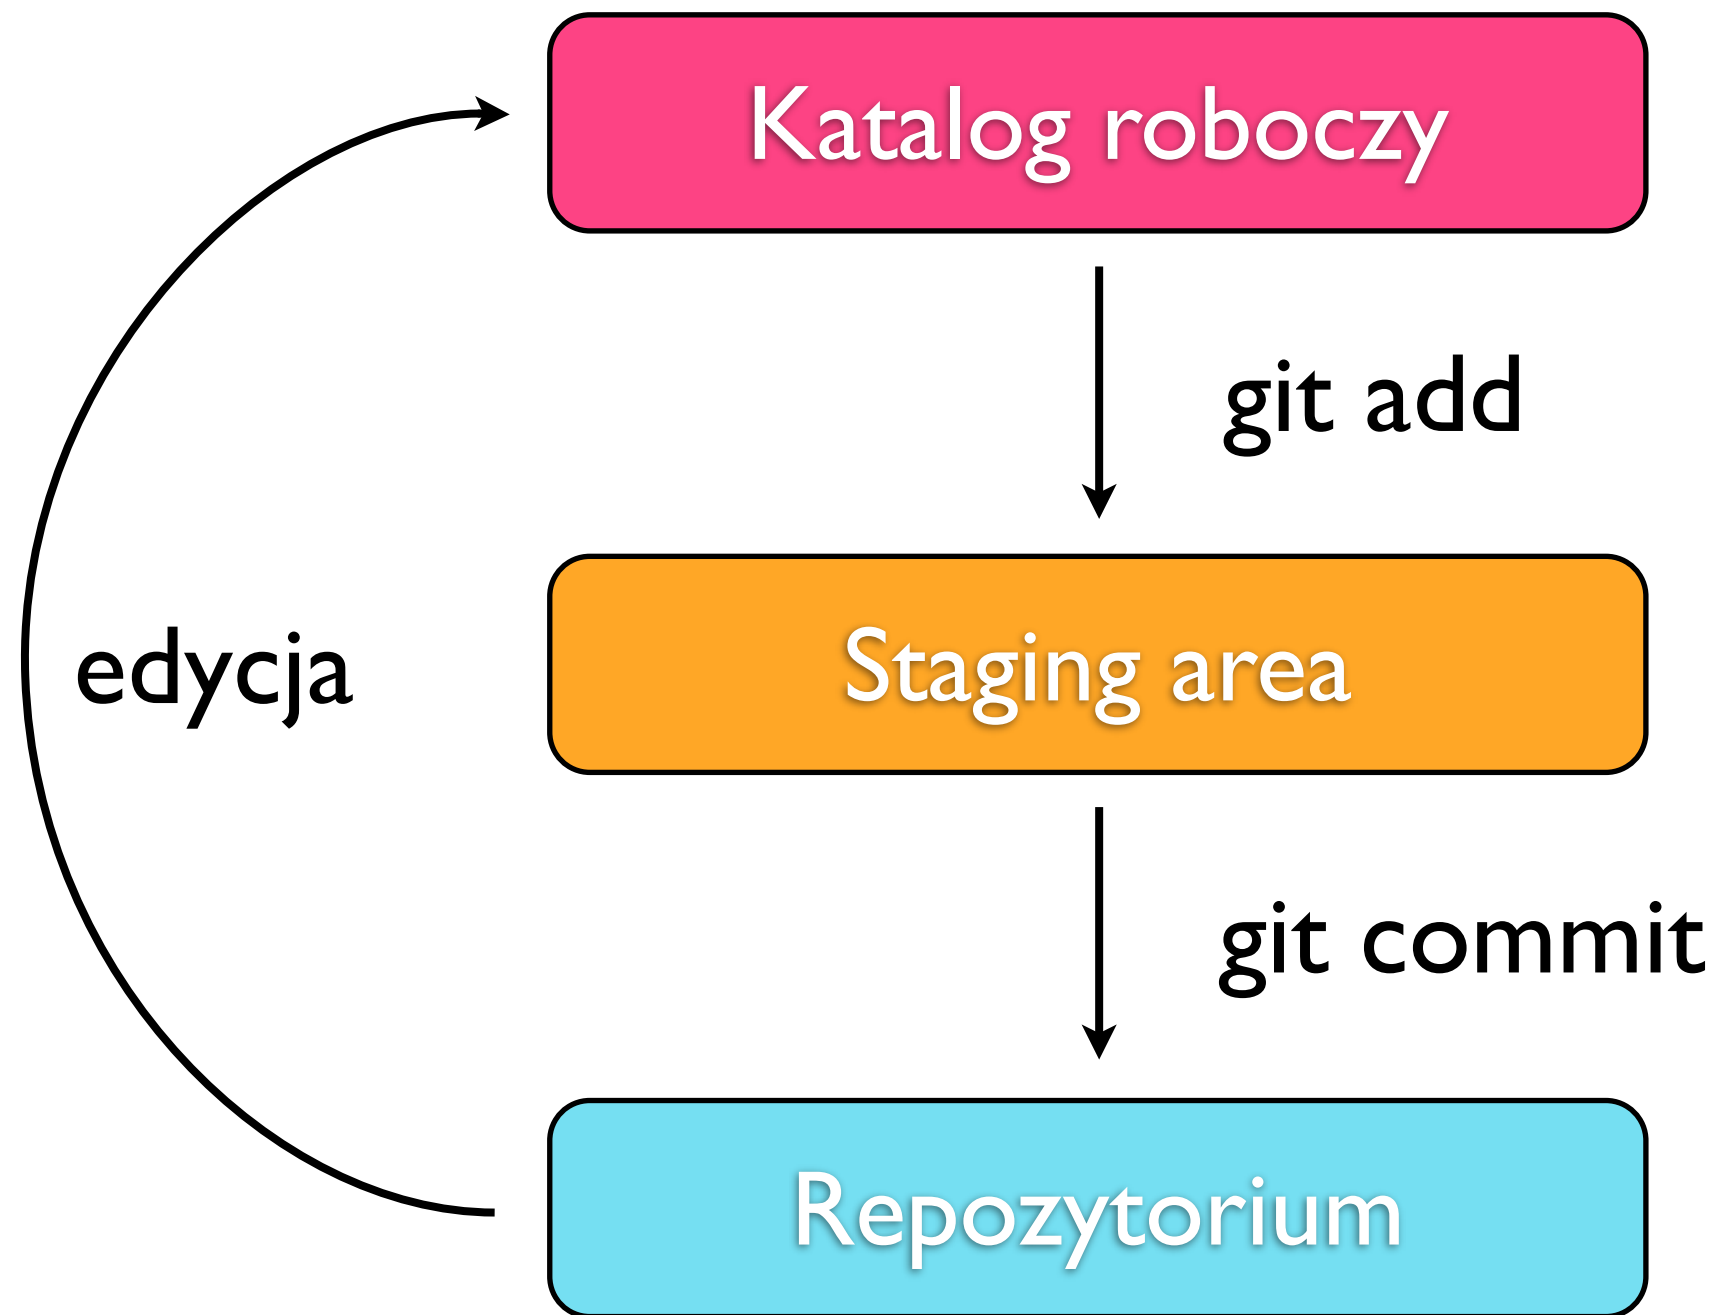 Katalog roboczy
git add
edycja
Staging area
git commit
Repozytorium